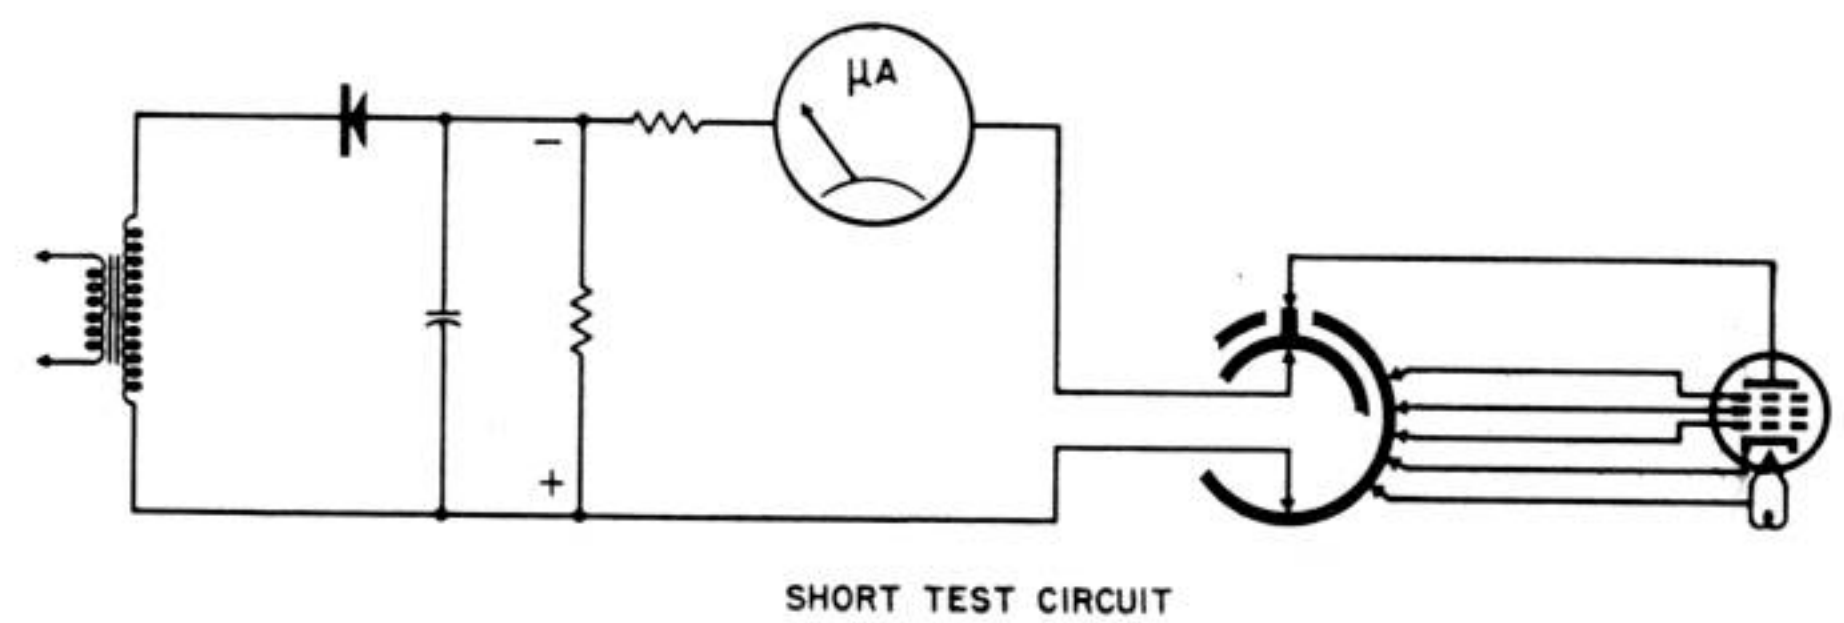 μA
−
+
SHORT TEST CIRCUIT